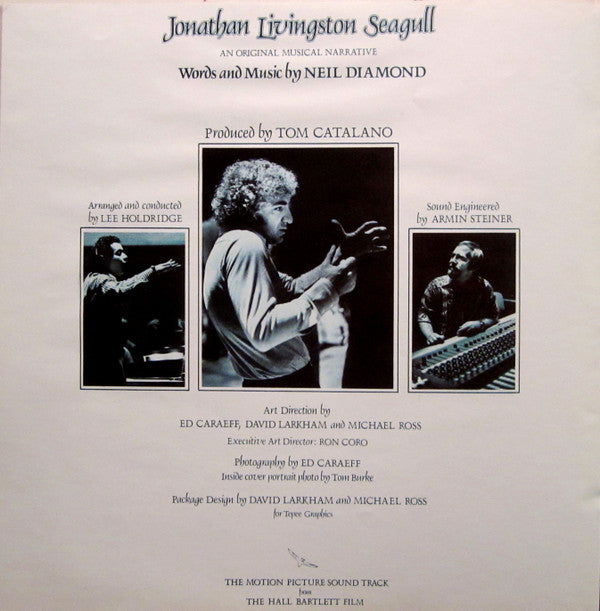 Jonathan Livingston Seagull
AN ORIGINAL MUSICAL NARRATIVE
Words and Music by NEIL DIAMOND
Produced by TOM CATALANO
Arranged and conducted
by LEE HOLDRIDGE
Sound Engineered
by ARMIN STEINER
Art Direction by
ED CARAEFF, DAVID LARKHAM and MICHAEL ROSS
Executive Art Director: RON CORO
Photography by ED CARAEFF
Inside cover portrait photo by Tom Burke
Package Design by DAVID LARKHAM and MICHAEL ROSS
for Tepee Graphics
THE MOTION PICTURE SOUND TRACK
from
THE HALL BARTLETT FILM